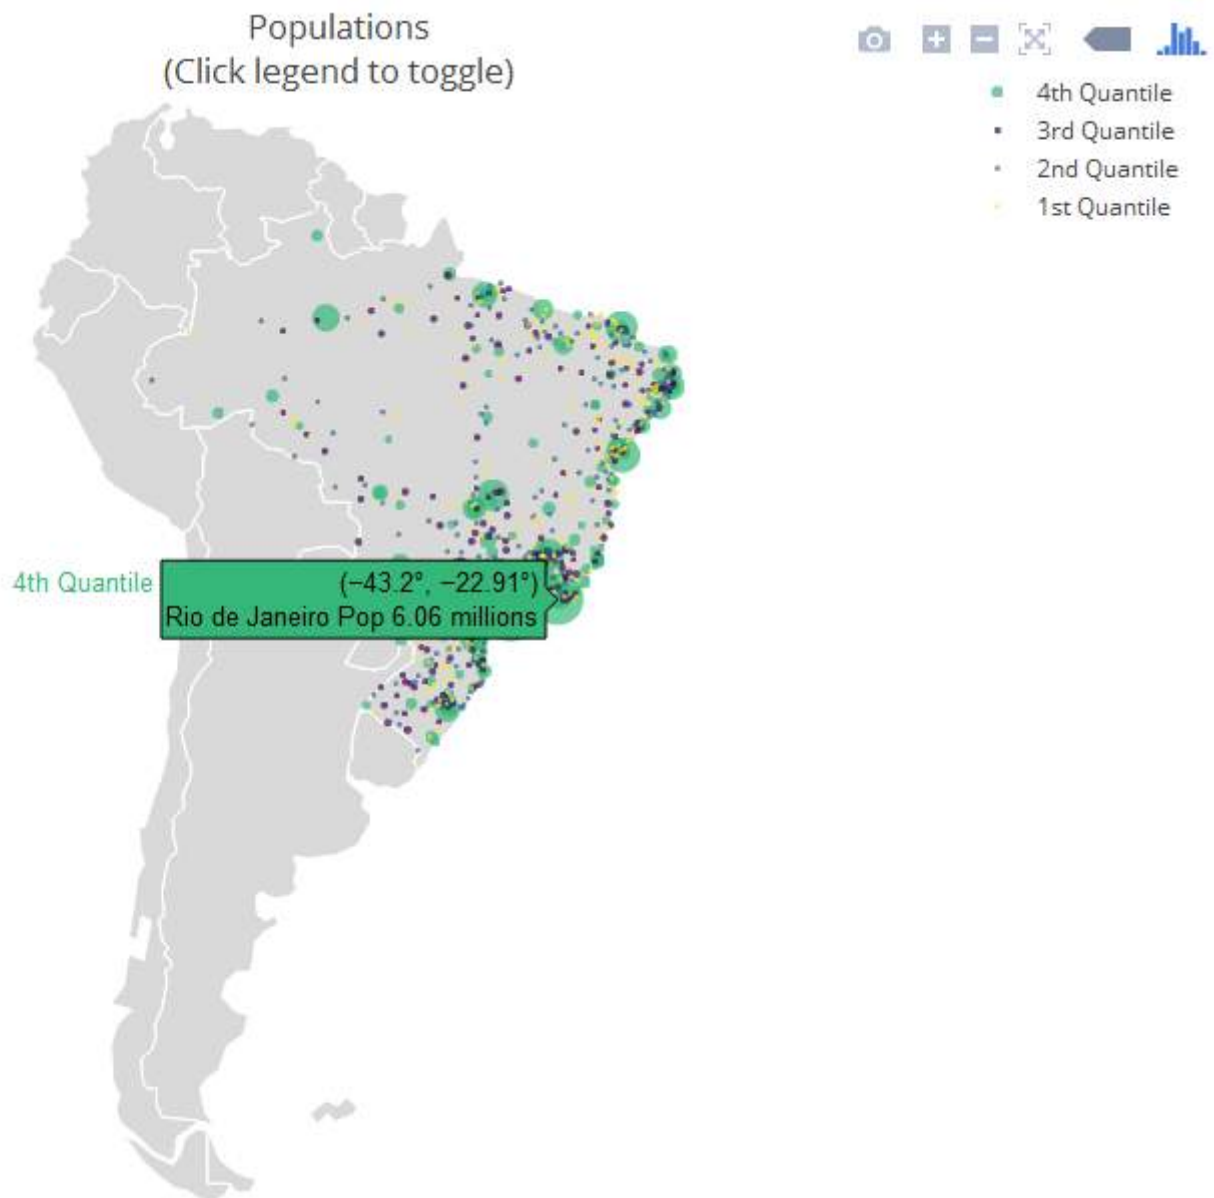 Populations
(Click legend to toggle)
4th Quantile
3rd Quantile
2nd Quantile
1st Quantile
4th Quantile
(−43.2°, −22.91°)
Rio de Janeiro Pop 6.06 millions